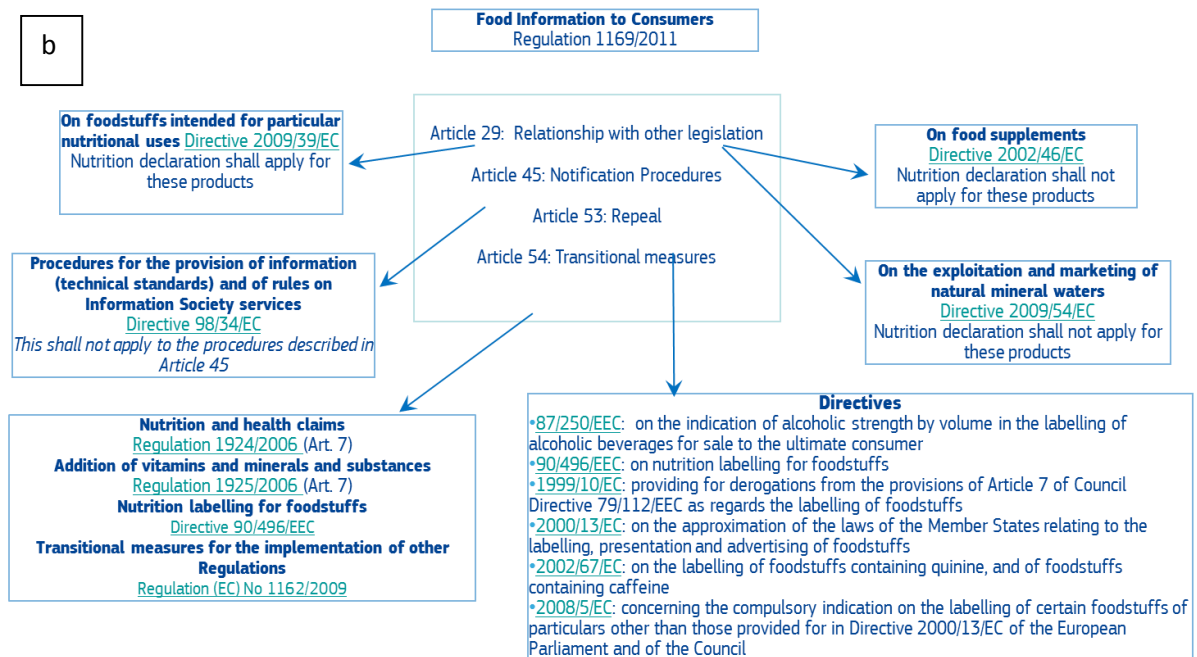 b
Food Information to Consumers
Regulation 1169/2011
Article 29: Relationship with other legislation
Article 45: Notification Procedures
Article 53: Repeal
Article 54: Transitional measures
On foodstuffs intended for particular
nutritional uses Directive 2009/39/EC
Nutrition declaration shall apply for
these products
On food supplements
Directive 2002/46/EC
Nutrition declaration shall not
apply for these products
Procedures for the provision of information
(technical standards) and of rules on
Information Society services
Directive 98/34/EC
This shall not apply to the procedures described in
Article 45
On the exploitation and marketing of
natural mineral waters
Directive 2009/54/EC
Nutrition declaration shall not apply for
these products
Nutrition and health claims
Regulation 1924/2006 (Art. 7)
Addition of vitamins and minerals and substances
Regulation 1925/2006 (Art. 7)
Nutrition labelling for foodstuffs
Directive 90/496/EEC
Transitional measures for the implementation of other
Regulations
Regulation (EC) No 1162/2009
Directives
•87/250/EEC: on the indication of alcoholic strength by volume in the labelling of
alcoholic beverages for sale to the ultimate consumer
•90/496/EEC: on nutrition labelling for foodstuffs
•1999/10/EC: providing for derogations from the provisions of Article 7 of Council
Directive 79/112/EEC as regards the labelling of foodstuffs
•2000/13/EC: on the approximation of the laws of the Member States relating to the
labelling, presentation and advertising of foodstuffs
•2002/67/EC: on the labelling of foodstuffs containing quinine, and of foodstuffs
containing caffeine
•2008/5/EC: concerning the compulsory indication on the labelling of certain foodstuffs of
particulars other than those provided for in Directive 2000/13/EC of the European
Parliament and of the Council